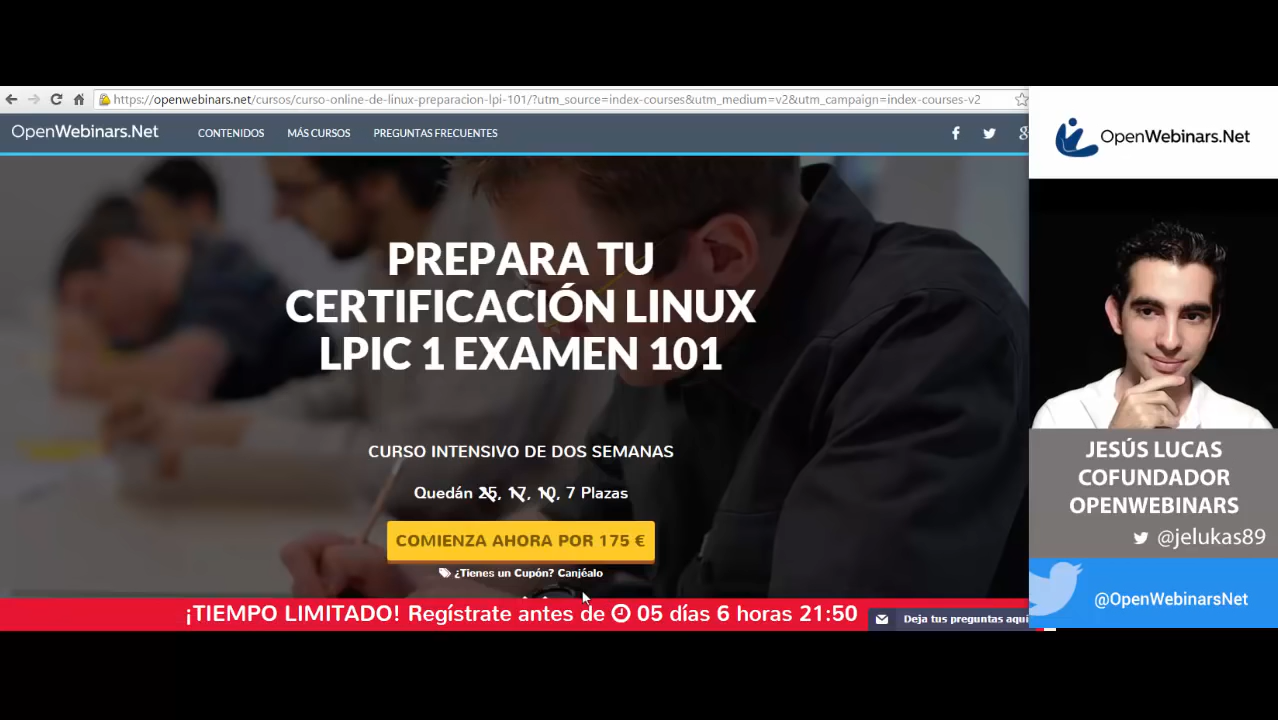 https://openwebinars.net/cursos/curso-online-de-linux-preparacion-lpi-101/?utm_source=index-courses&utm_medium=v2&utm_campaign=index-courses-v2
OpenWebinars.Net
CONTENIDOS
MÁS CURSOS
PREGUNTAS FRECUENTES
PREPARA TU
CERTIFICACIÓN LINUX
LPIC 1 EXAMEN 101
CURSO INTENSIVO DE DOS SEMANAS
Quedán 25, 17, 10, 7 Plazas
COMIENZA AHORA POR 175 €
¿Tienes un Cupón? Canjéalo
¡TIEMPO LIMITADO! Regístrate antes de 05 días 6 horas 21:50
Deja tus preguntas aquí
OpenWebinars.Net
JESÚS LUCAS
COFUNDADOR
OPENWEBINARS
@jelukas89
@OpenWebinarsNet